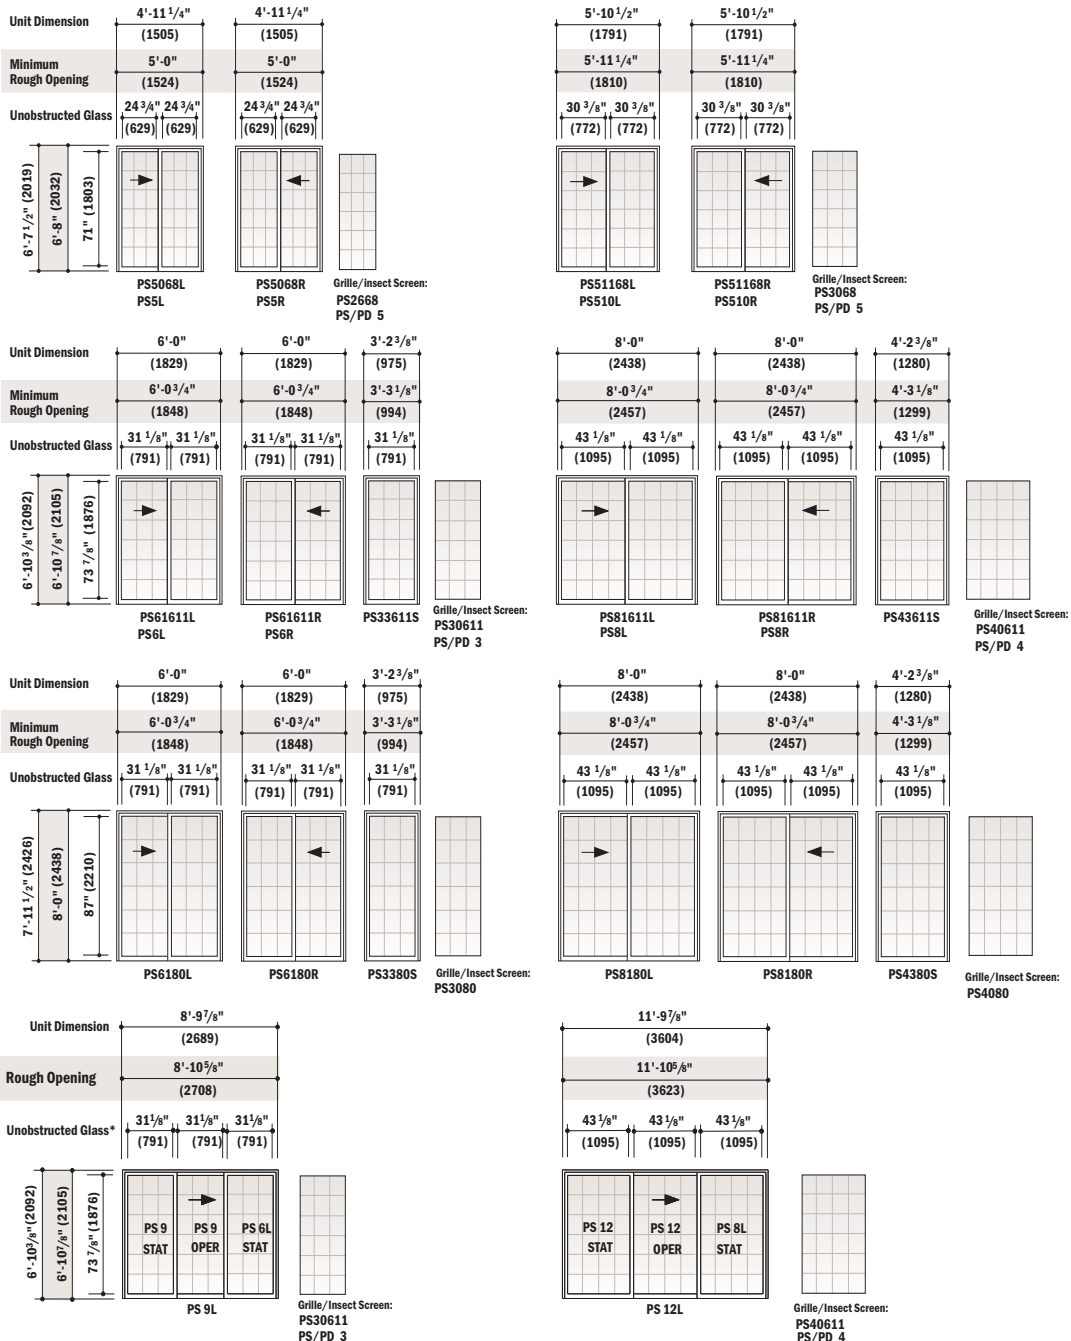 Unit Dimension
4'-11 1/4" 4'-11 1/4" 5'-10 1/2" 5'-10 1/2"
(1505) (1505) (1791) (1791)
Minimum
Rough Opening
5'-0" 5'-0" 5'-11 1/4" 5'-11 1/4"
(1524) (1524) (1810) (1810)
Unobstructed Glass
24 3/4" 24 3/4" 24 3/4" 24 3/4" 30 3/8" 30 3/8" 30 3/8" 30 3/8"
(629) (629) (629) (629) (772) (772) (772) (772)
6'-7 1/2" (2019)
6'-8" (2032)
71" (1803)
PS5068L PS5068R Grille/insect Screen: PS51168L PS51168R Grille/Insect Screen:
PS5L PS5R PS2668 PS510L PS510R PS3068
PS/PD 5 PS/PD 5
Unit Dimension
6'-0" 6'-0" 3'-2 3/8" 8'-0" 8'-0" 4'-2 3/8"
(1829) (1829) (975) (2438) (2438) (1280)
Minimum
Rough Opening
6'-0 3/4" 6'-0 3/4" 3'-3 1/8" 8'-0 3/4" 8'-0 3/4" 4'-3 1/8"
(1848) (1848) (994) (2457) (2457) (1299)
Unobstructed Glass
31 1/8" 31 1/8" 31 1/8" 31 1/8" 31 1/8" 43 1/8" 43 1/8" 43 1/8" 43 1/8" 43 1/8"
(791) (791) (791) (791) (791) (1095) (1095) (1095) (1095) (1095)
6'-10 3/8" (2092)
6'-10 7/8" (2105)
73 7/8" (1876)
PS61611L PS61611R PS33611S Grille/Insect Screen: PS81611L PS81611R PS43611S Grille/Insect Screen:
PS6L PS6R PS30611 PS8L PS8R PS40611
PS/PD 3 PS/PD 4
Unit Dimension
6'-0" 6'-0" 3'-2 3/8" 8'-0" 8'-0" 4'-2 3/8"
(1829) (1829) (975) (2438) (2438) (1280)
Minimum
Rough Opening
6'-0 3/4" 6'-0 3/4" 3'-3 1/8" 8'-0 3/4" 8'-0 3/4" 4'-3 1/8"
(1848) (1848) (994) (2457) (2457) (1299)
Unobstructed Glass
31 1/8" 31 1/8" 31 1/8" 31 1/8" 31 1/8" 43 1/8" 43 1/8" 43 1/8" 43 1/8" 43 1/8"
(791) (791) (791) (791) (791) (1095) (1095) (1095) (1095) (1095)
7'-11 1/2" (2426)
8'-0" (2438)
87" (2210)
PS6180L PS6180R PS3380S Grille/Insect Screen: PS8180L PS8180R PS4380S Grille/Insect Screen:
PS3080 PS4080
Unit Dimension
8'-9 7/8" 11'-9 7/8"
(2689) (3604)
Rough Opening
8'-10 5/8" 11'-10 5/8"
(2708) (3623)
Unobstructed Glass*
31 1/8" 31 1/8" 31 1/8" 43 1/8" 43 1/8" 43 1/8"
(791) (791) (791) (1095) (1095) (1095)
6'-10 3/8" (2092)
6'-10 7/8" (2105)
73 7/8" (1876)
PS 9 PS 9 PS 6L PS 12 PS 12 PS 8L
STAT OPER STAT STAT OPER STAT
PS 9L Grille/Insect Screen: PS 12L Grille/Insect Screen:
PS30611 PS40611
PS/PD 3 PS/PD 4